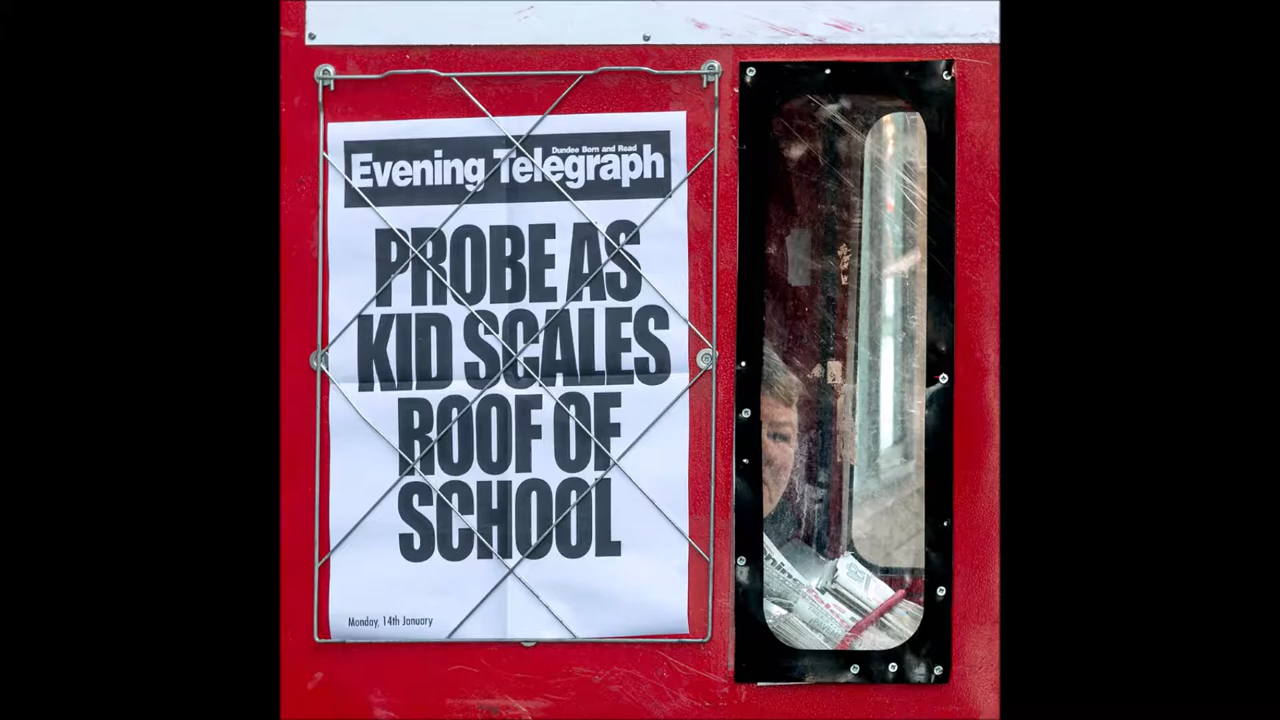 Dundee Born and Read
Evening Telegraph
PROBE AS
KID SCALES
ROOF OF
SCHOOL
Monday, 14th January